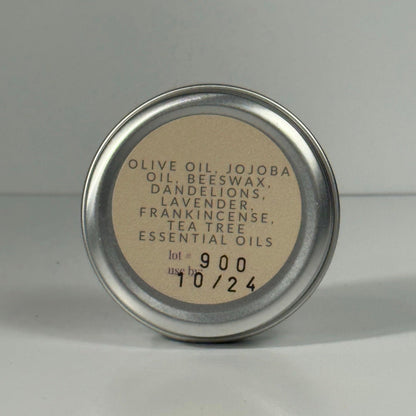 OLIVE OIL, JOJOBA
OIL, BEESWAX,
DANDELIONS,
LAVENDER,
FRANKINCENSE,
TEA TREE
ESSENTIAL OILS
lot # 900
use by: 10/24